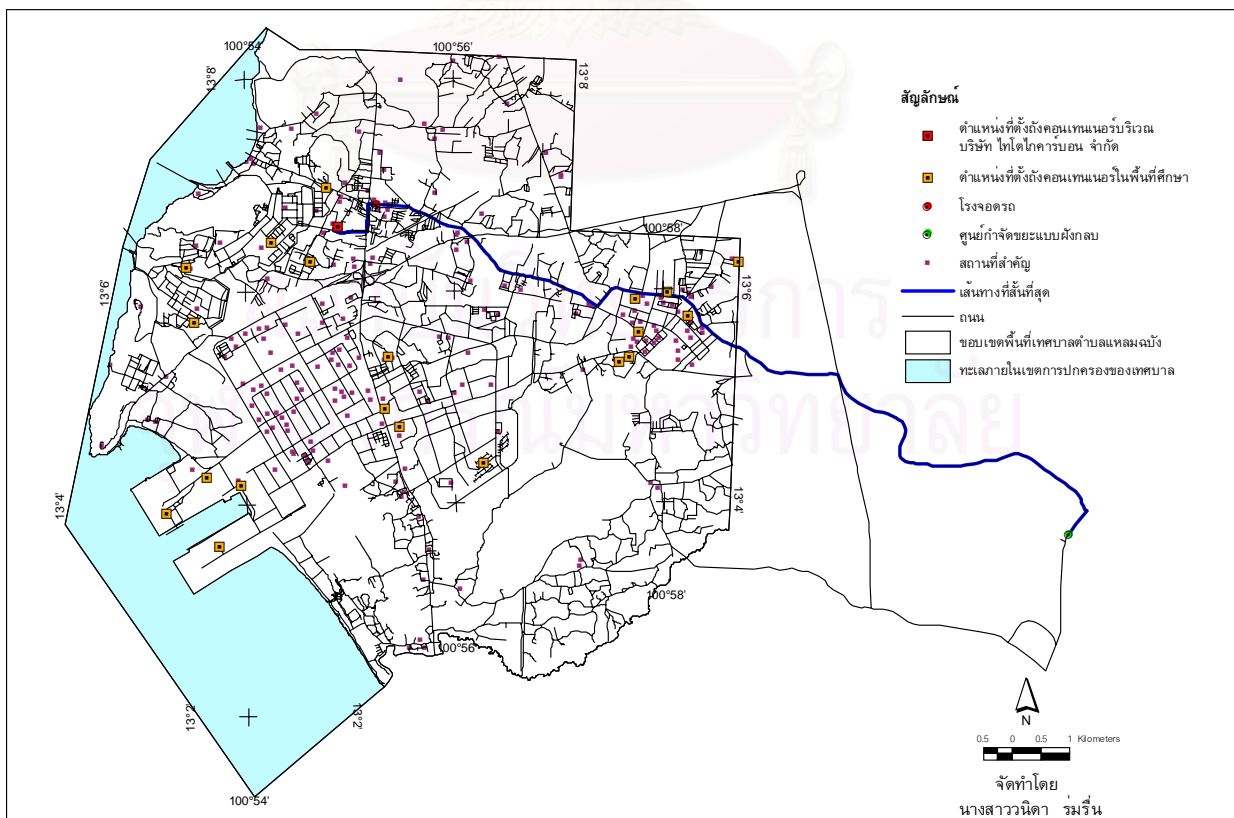 100°54'
100°56'
13°8'
13°8'
สัญลักษณ์
ตำแหน่งที่ตั้งถังคอนเทนเนอร์บริเวณ
บริษัท ไทโตไกคาร์บอน จำกัด
ตำแหน่งที่ตั้งถังคอนเทนเนอร์ในพื้นที่ศึกษา
โรงจอดรถ
ศูนย์กำจัดขยะแบบฝังกลบ
สถานที่สำคัญ
เส้นทางที่สั้นที่สุด
ถนน
ขอบเขตพื้นที่เทศบาลตำบลแหลมฉบัง
ทะเลภายในเขตการปกครองของเทศบาล
100°58'
13°6'
13°6'
13°4'
13°4'
100°58'
100°56'
13°2'
13°2'
100°54'
N
0.5 0 0.5 1 Kilometers
จัดทำโดย
นางสาววนิดา ร่มรื่น